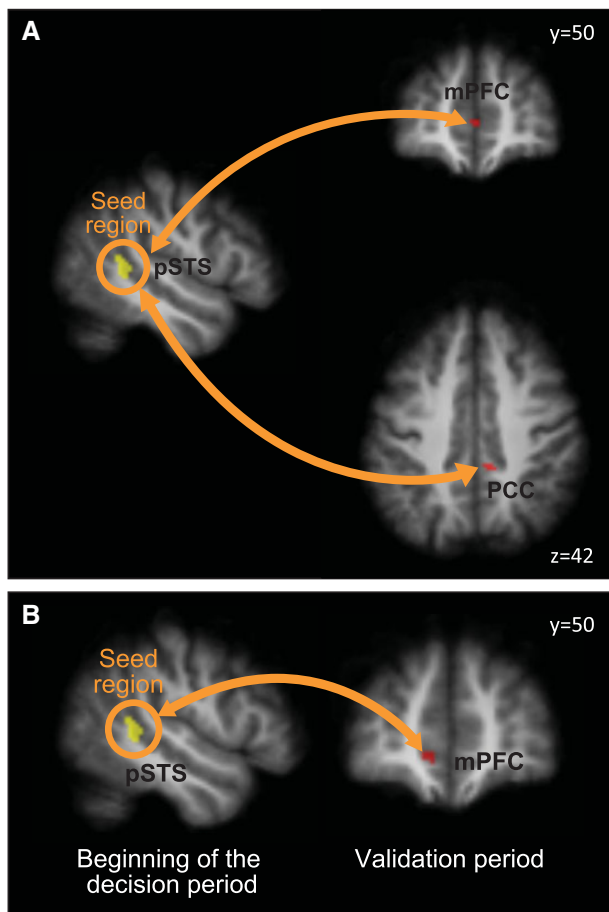 A
y=50
mPFC
Seed
region
pSTS
PCC
z=42
B
y=50
Seed
region
pSTS
mPFC
Beginning of the
decision period
Validation period